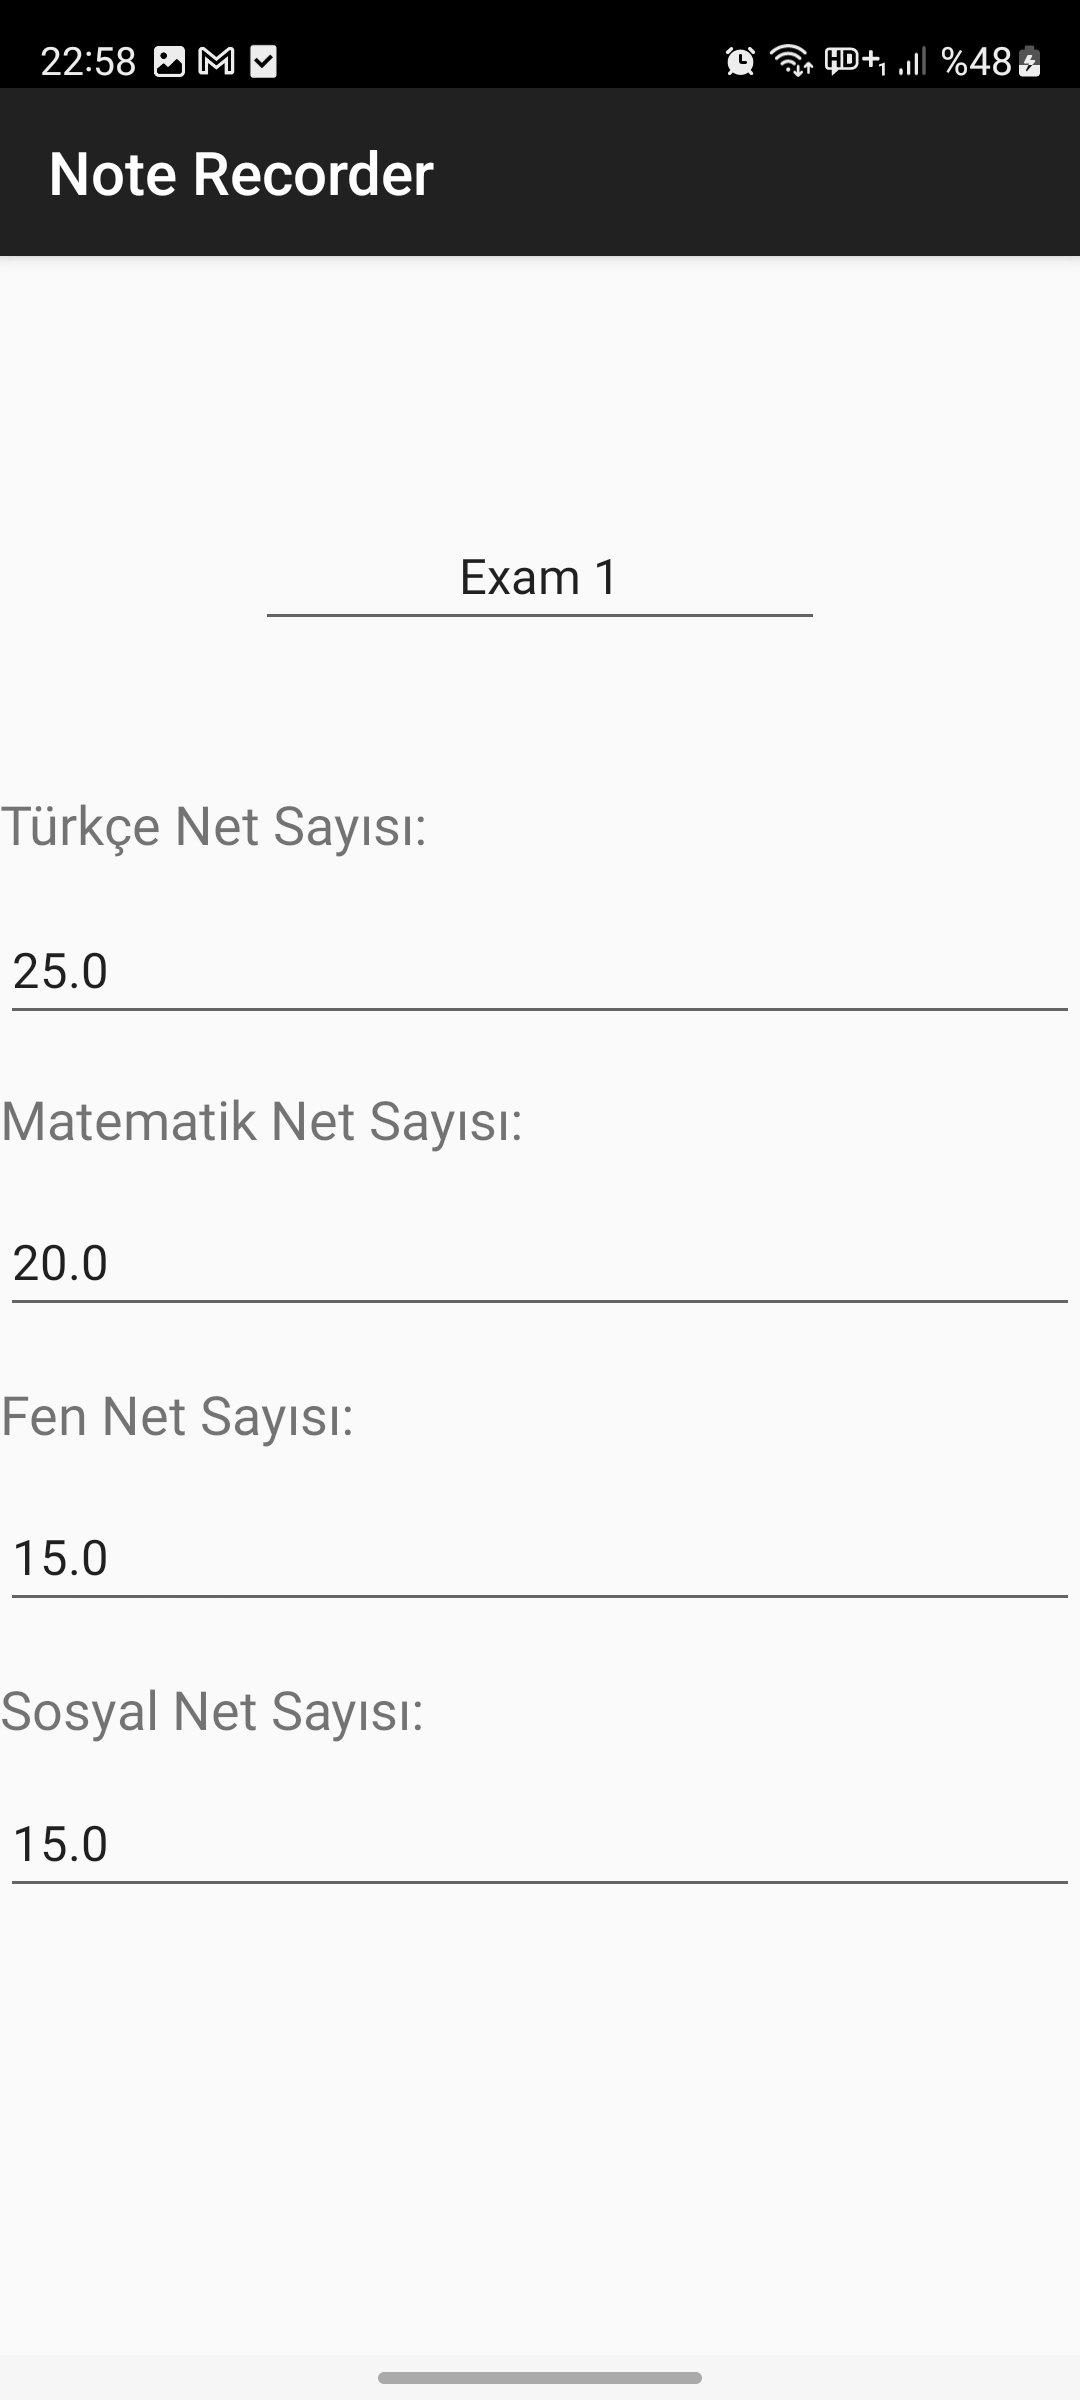 22:58 %48
Note Recorder
Exam 1
Türkçe Net Sayısı:
25.0
Matematik Net Sayısı:
20.0
Fen Net Sayısı:
15.0
Sosyal Net Sayısı:
15.0